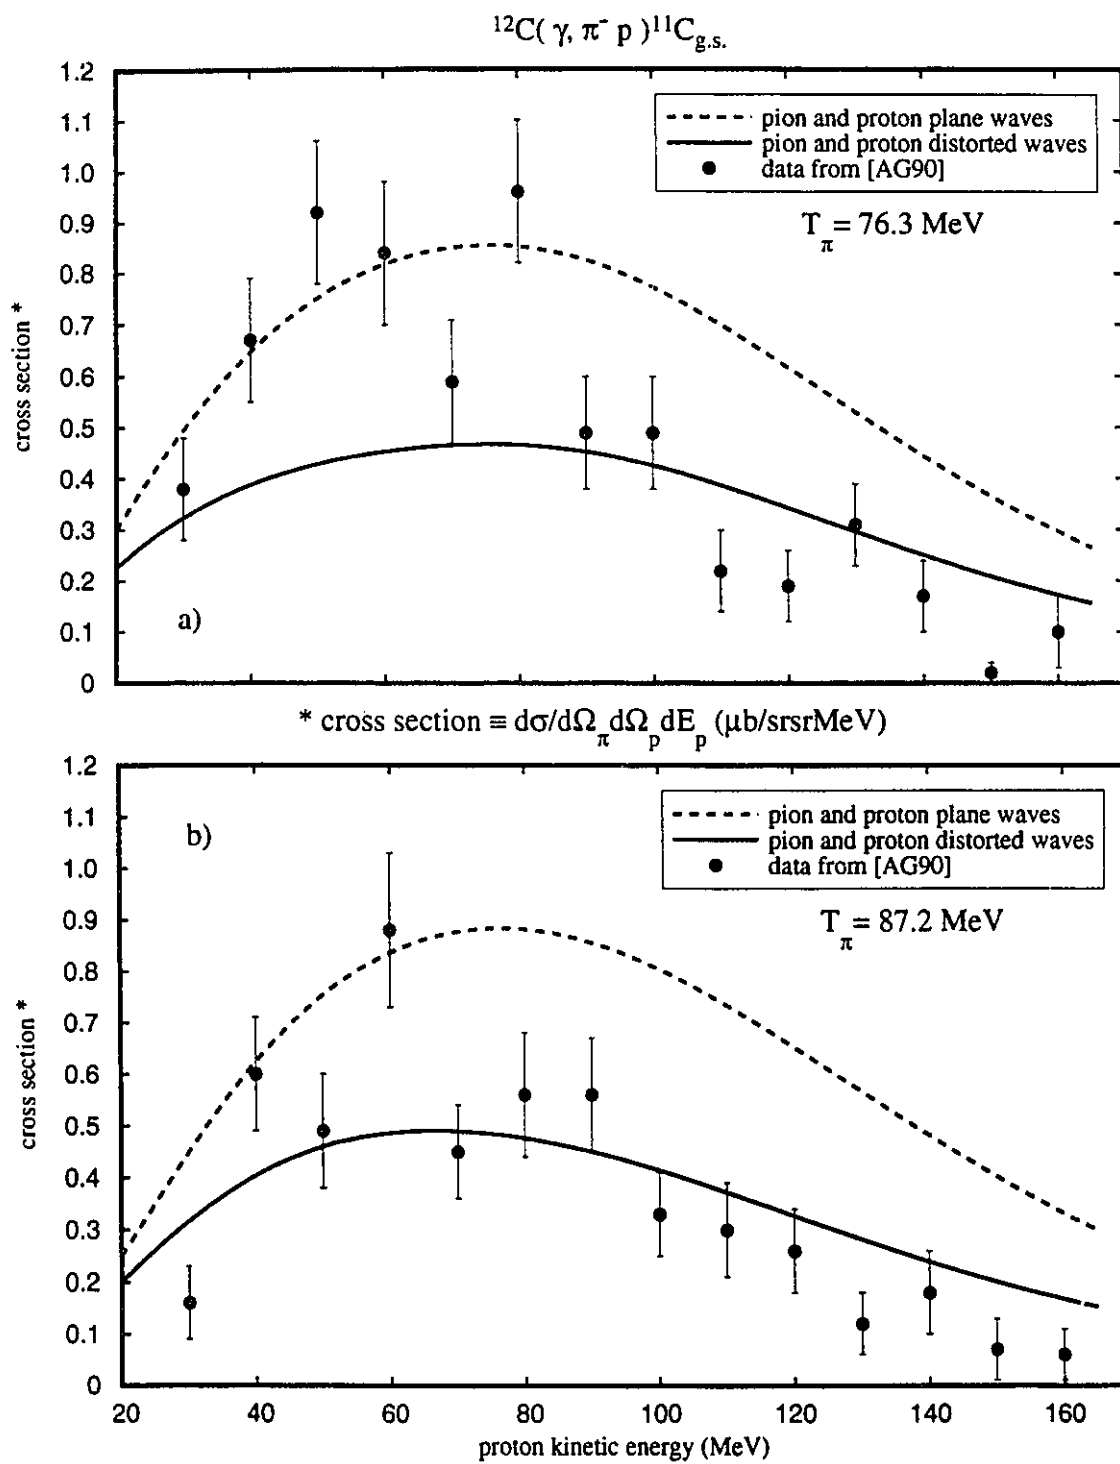 ¹²C( γ, π⁻ p )¹¹C_g.s.
1.2
1.1
1.0
0.9
0.8
0.7
0.6
0.5
0.4
0.3
0.2
0.1
0
cross section *
pion and proton plane waves
pion and proton distorted waves
data from [AG90]
T_π = 76.3 MeV
a)
* cross section ≡ dσ/dΩ_π dΩ_p dE_p (μb/srsrMeV)
1.2
1.1
1.0
0.9
0.8
0.7
0.6
0.5
0.4
0.3
0.2
0.1
0
cross section *
b)
pion and proton plane waves
pion and proton distorted waves
data from [AG90]
T_π = 87.2 MeV
20 40 60 80 100 120 140 160
proton kinetic energy (MeV)